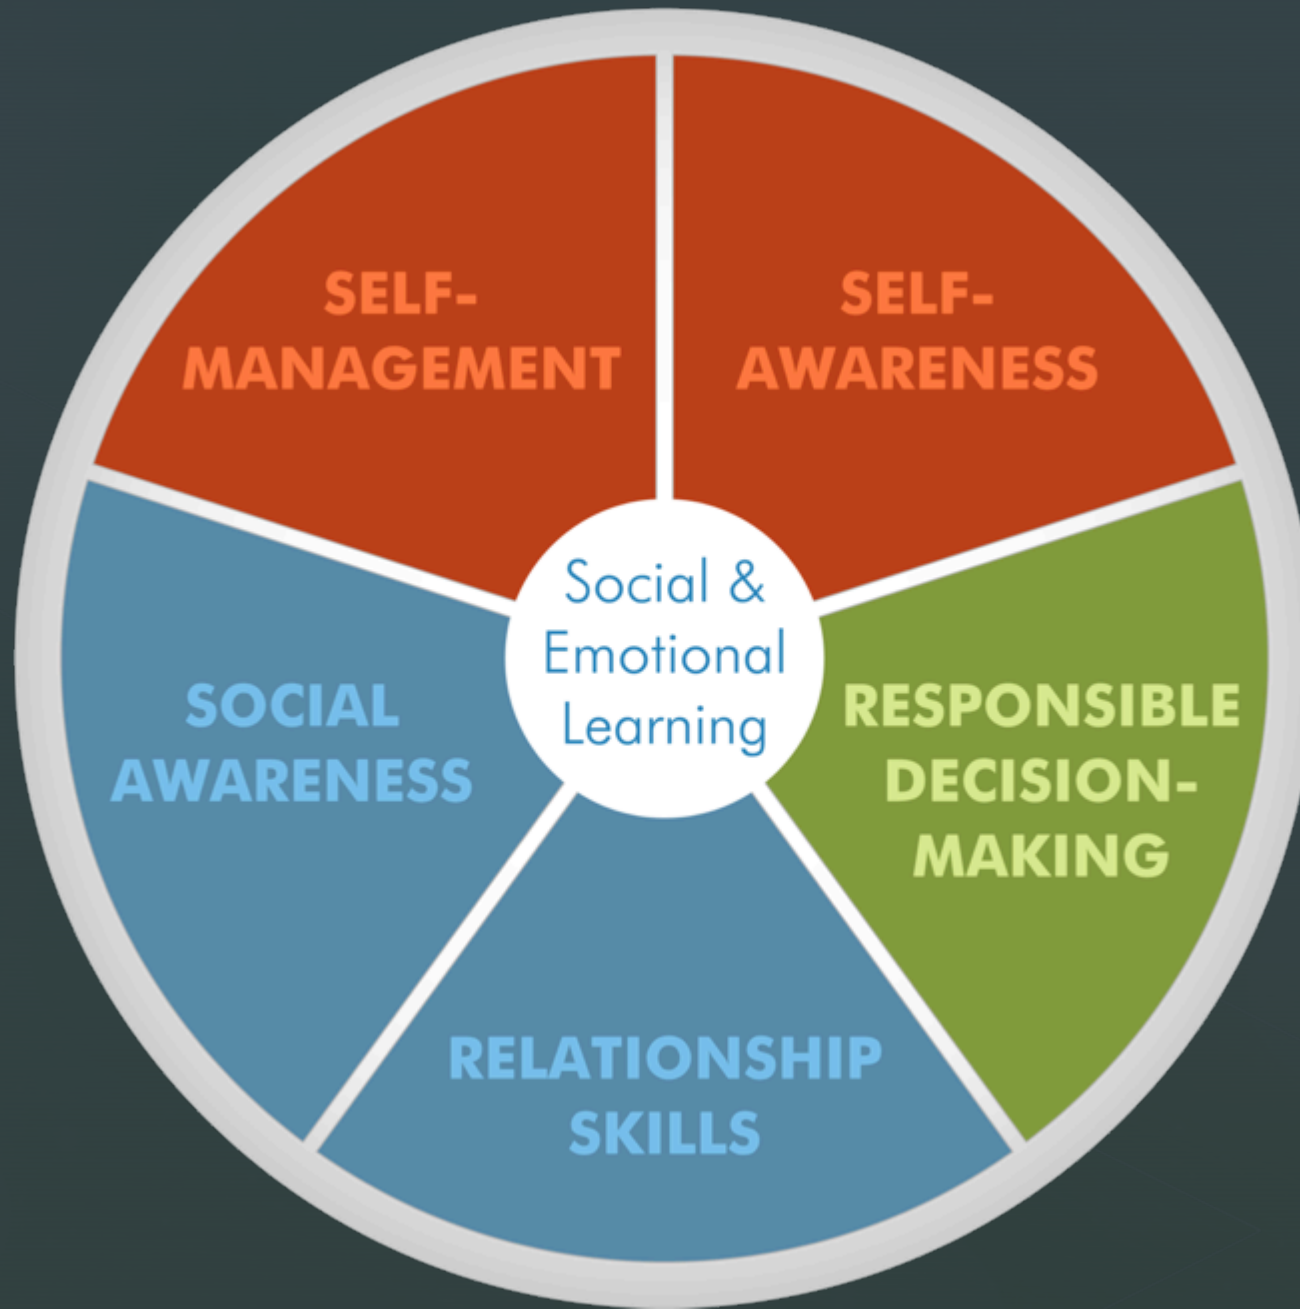 SELF-
MANAGEMENT
SELF-
AWARENESS
Social &
Emotional
Learning
SOCIAL
AWARENESS
RESPONSIBLE
DECISION-
MAKING
RELATIONSHIP
SKILLS